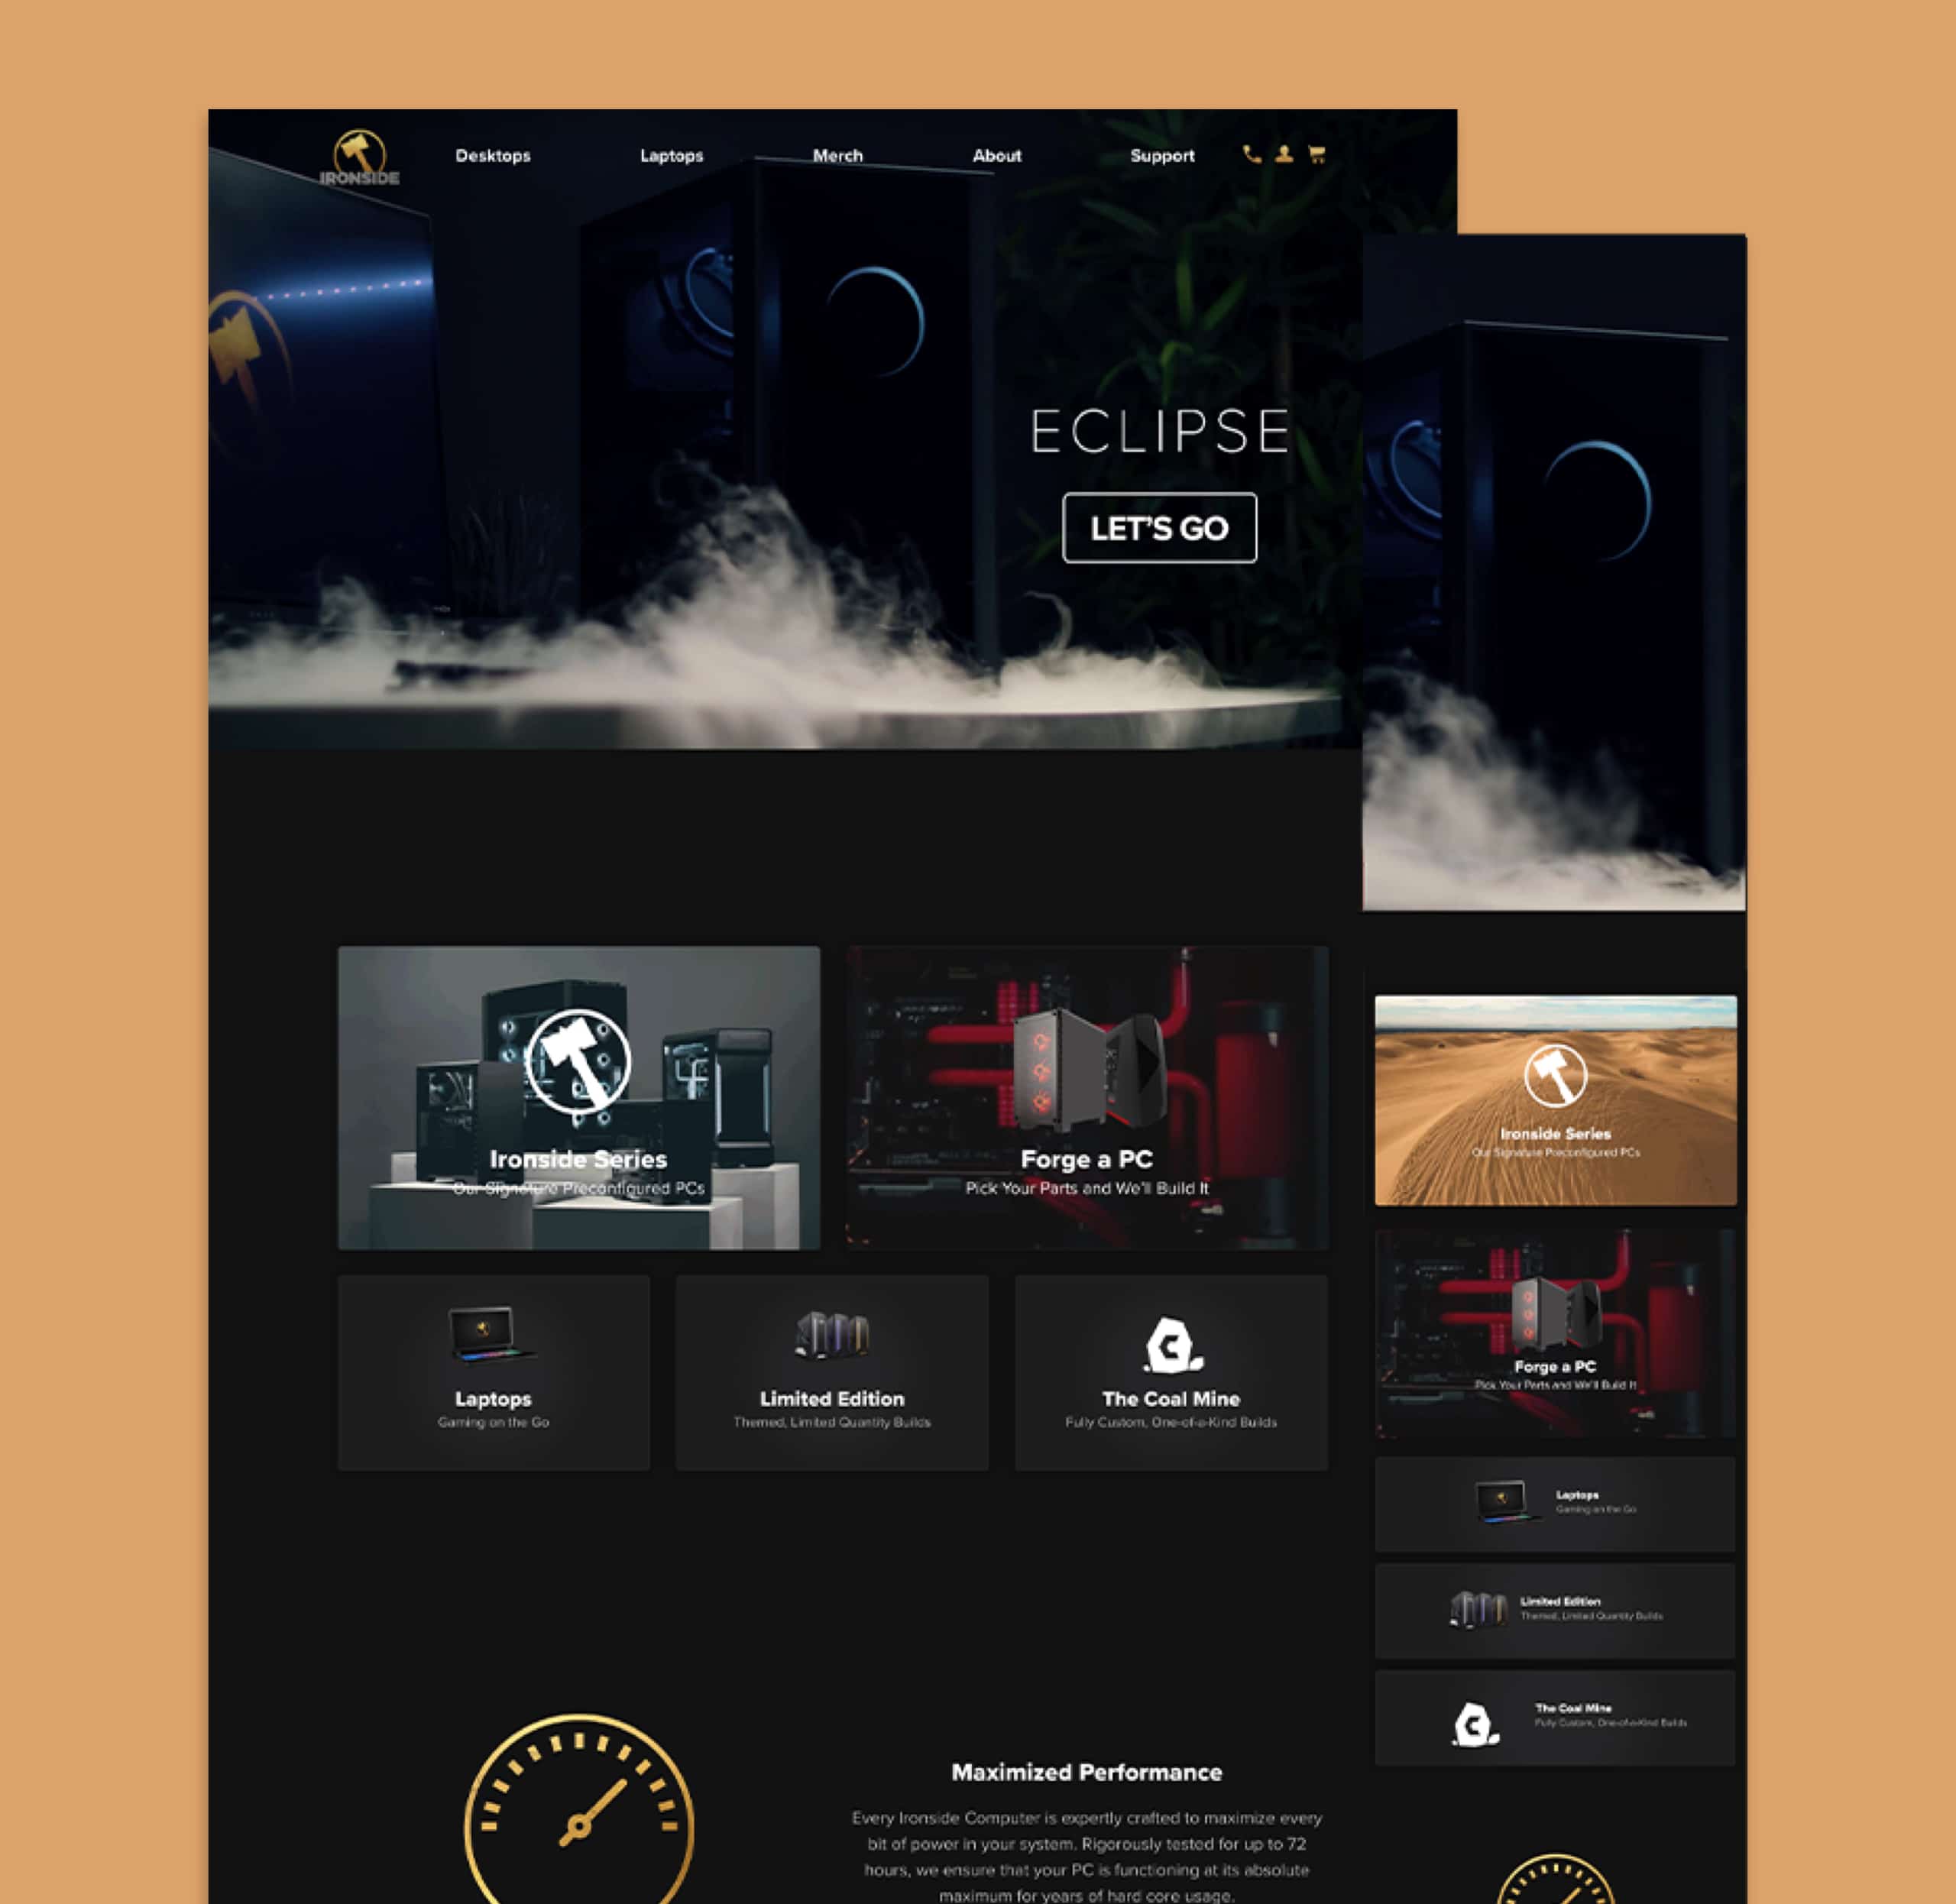 IRONSIDE
Desktops
Laptops
Merch
About
Support
ECLIPSE
LET'S GO
Ironside Series
Our Signature Preconfigured PCs
Forge a PC
Pick Your Parts and We'll Build It
Laptops
Gaming on the Go
Limited Edition
Themed, Limited Quantity Builds
The Coal Mine
Fully Custom, One-of-a-Kind Builds
Maximized Performance
Every Ironside Computer is expertly crafted to maximize every
bit of power in your system. Rigorously tested for up to 72
hours, we ensure that your PC is functioning at its absolute
maximum for years of hard core usage.
Ironside Series
Our Signature Preconfigured PCs
Forge a PC
Pick Your Parts and We'll Build It
Laptops
Gaming on the Go
Limited Edition
Themed, Limited Quantity Builds
The Coal Mine
Fully Custom, One-of-a-Kind Builds